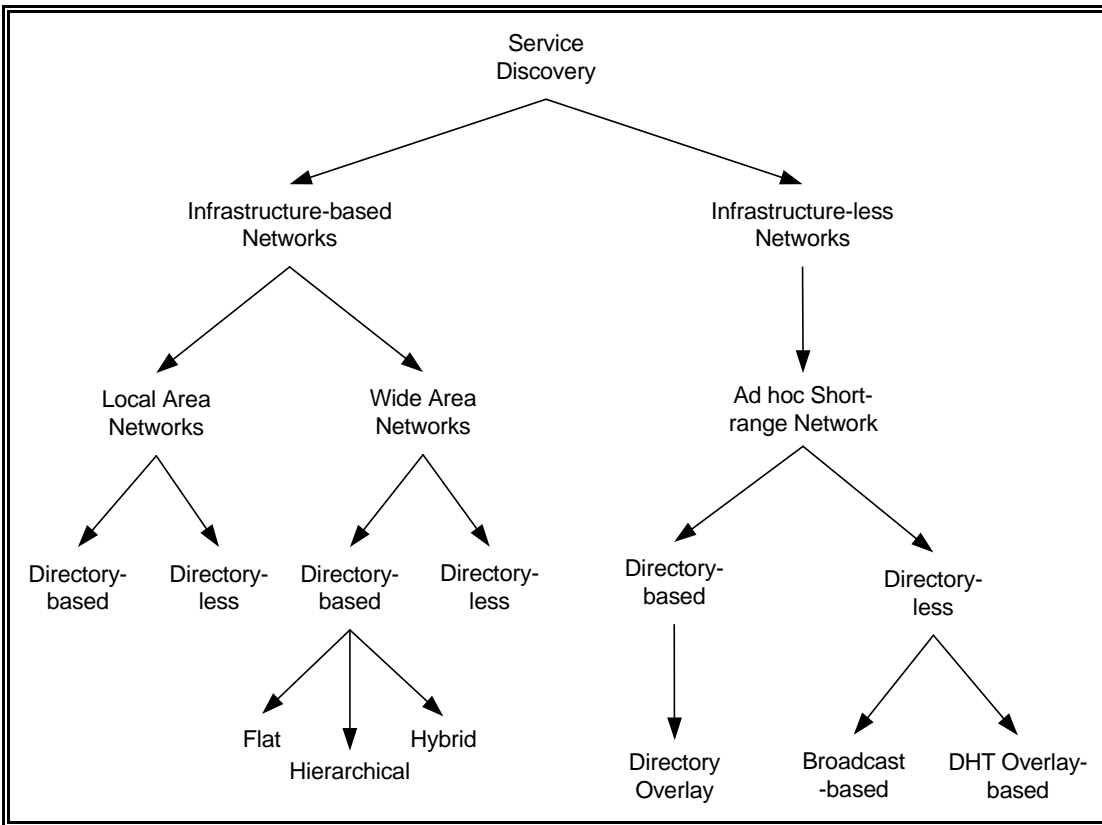 Service
Discovery
Infrastructure-based
Networks
Infrastructure-less
Networks
Local Area
Networks
Wide Area
Networks
Ad hoc Short-
range Network
Directory-
based
Directory-
less
Directory-
based
Directory-
less
Directory-
based
Directory-
less
Flat
Hierarchical
Hybrid
Directory
Overlay
Broadcast
-based
DHT Overlay-
based